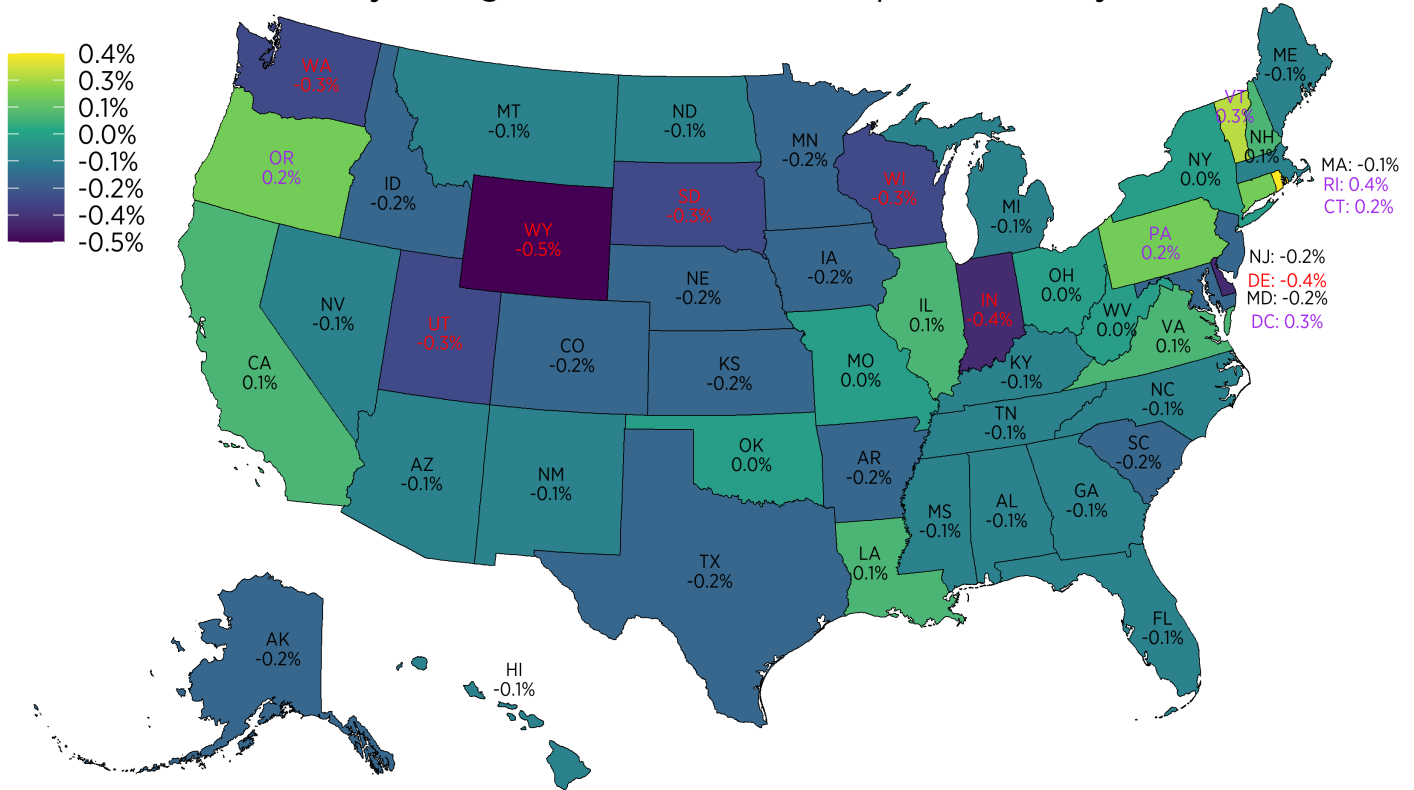 0.4%
0.3%
0.1%
0.0%
-0.1%
-0.2%
-0.4%
-0.5%
WA
-0.3%
OR
0.2%
CA
0.1%
ID
-0.2%
NV
-0.1%
MT
-0.1%
WY
-0.5%
UT
-0.3%
CO
-0.2%
AZ
-0.1%
NM
-0.1%
ND
-0.1%
SD
-0.3%
NE
-0.2%
KS
-0.2%
OK
0.0%
TX
-0.2%
MN
-0.2%
IA
-0.2%
MO
0.0%
AR
-0.2%
LA
0.1%
WI
-0.3%
IL
0.1%
MI
-0.1%
IN
-0.4%
OH
0.0%
KY
-0.1%
TN
-0.1%
MS
-0.1%
AL
-0.1%
GA
-0.1%
FL
-0.1%
SC
-0.2%
NC
-0.1%
VA
0.1%
WV
0.0%
PA
0.2%
NY
0.0%
VT
0.3%
NH
0.1%
ME
-0.1%
MA: -0.1%
RI: 0.4%
CT: 0.2%
NJ: -0.2%
DE: -0.4%
MD: -0.2%
DC: 0.3%
AK
-0.2%
HI
-0.1%